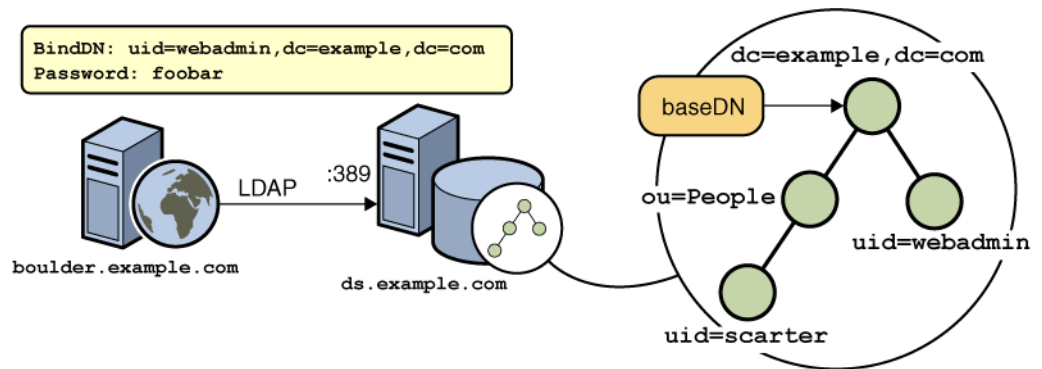 BindDN: uid=webadmin,dc=example,dc=com
Password: foobar
dc=example,dc=com
baseDN
LDAP
:389
ou=People
uid=webadmin
boulder.example.com
ds.example.com
uid=scarter